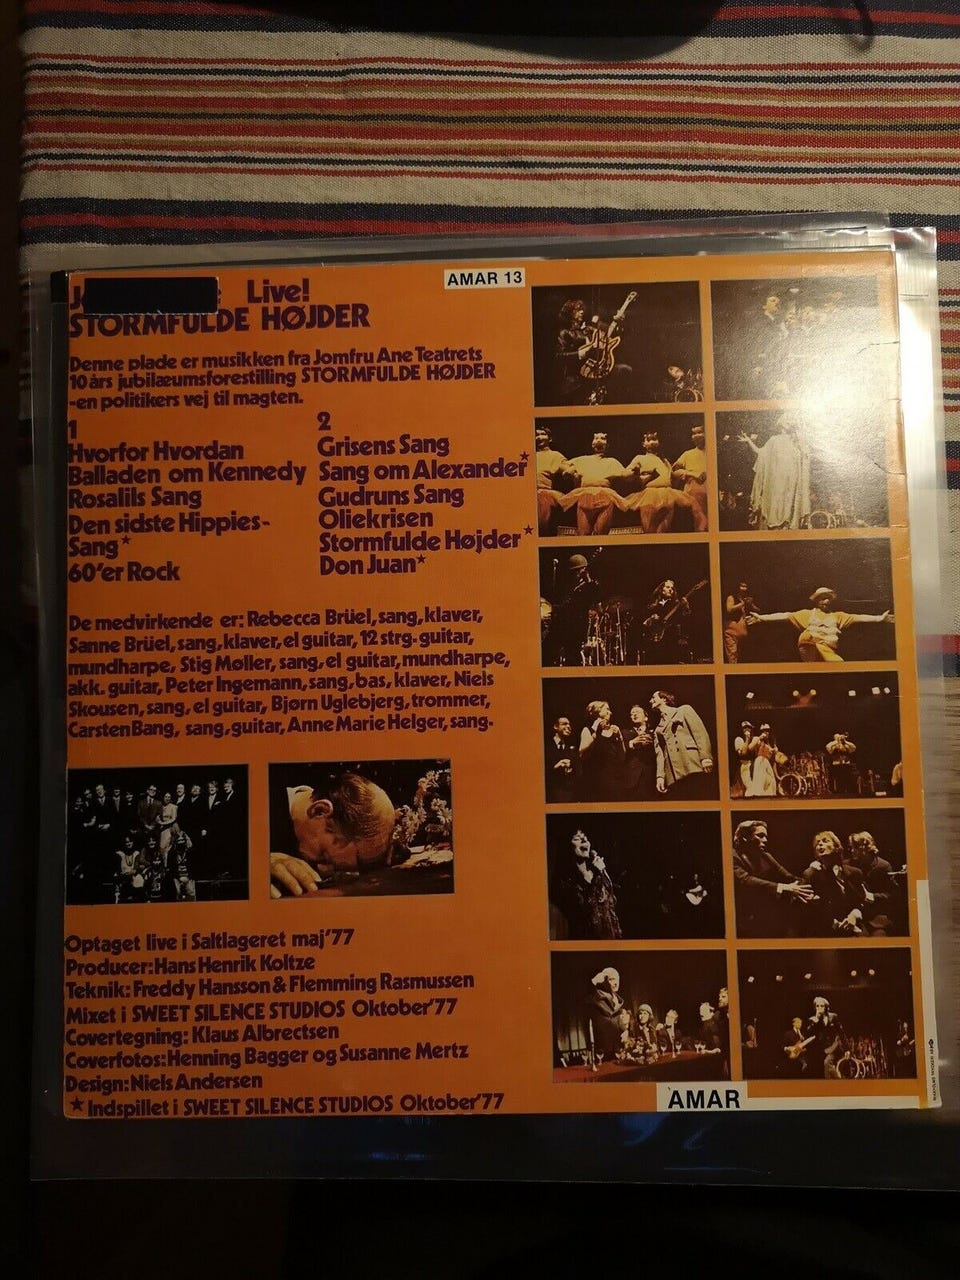 AMAR 13
Live!
STORMFULDE HØJDER
Denne plade er musikken fra Jomfru Ane Teatrets
10 års jubilæumsforestilling STORMFULDE HØJDER
-en politikers vej til magten.
1
Hvorfor Hvordan
Balladen om Kennedy
Rosalils Sang
Den sidste Hippies-
Sang★
60'er Rock
2
Grisens Sang
Sang om Alexander★
Gudruns Sang
Oliekrisen
Stormfulde Højder★
Don Juan★
De medvirkende er: Rebecca Brüel, sang, klaver,
Sanne Brüel, sang, klaver, el guitar, 12 strg. guitar,
mundharpe, Stig Møller, sang, el guitar, mundharpe,
akk. guitar, Peter Ingemann, sang, bas, klaver, Niels
Skousen, sang, el guitar, Bjørn Uglebjerg, trommer,
Carsten Bang, sang, guitar, Anne Marie Helger, sang.
Optaget live i Saltlageret maj '77
Producer: Hans Henrik Koltze
Teknik: Freddy Hansson & Flemming Rasmussen
Mixet i SWEET SILENCE STUDIOS Oktober '77
Covertegning: Klaus Albrectsen
Coverfotos: Henning Bagger og Susanne Mertz
Design: Niels Andersen
★Indspillet i SWEET SILENCE STUDIOS Oktober '77
AMAR